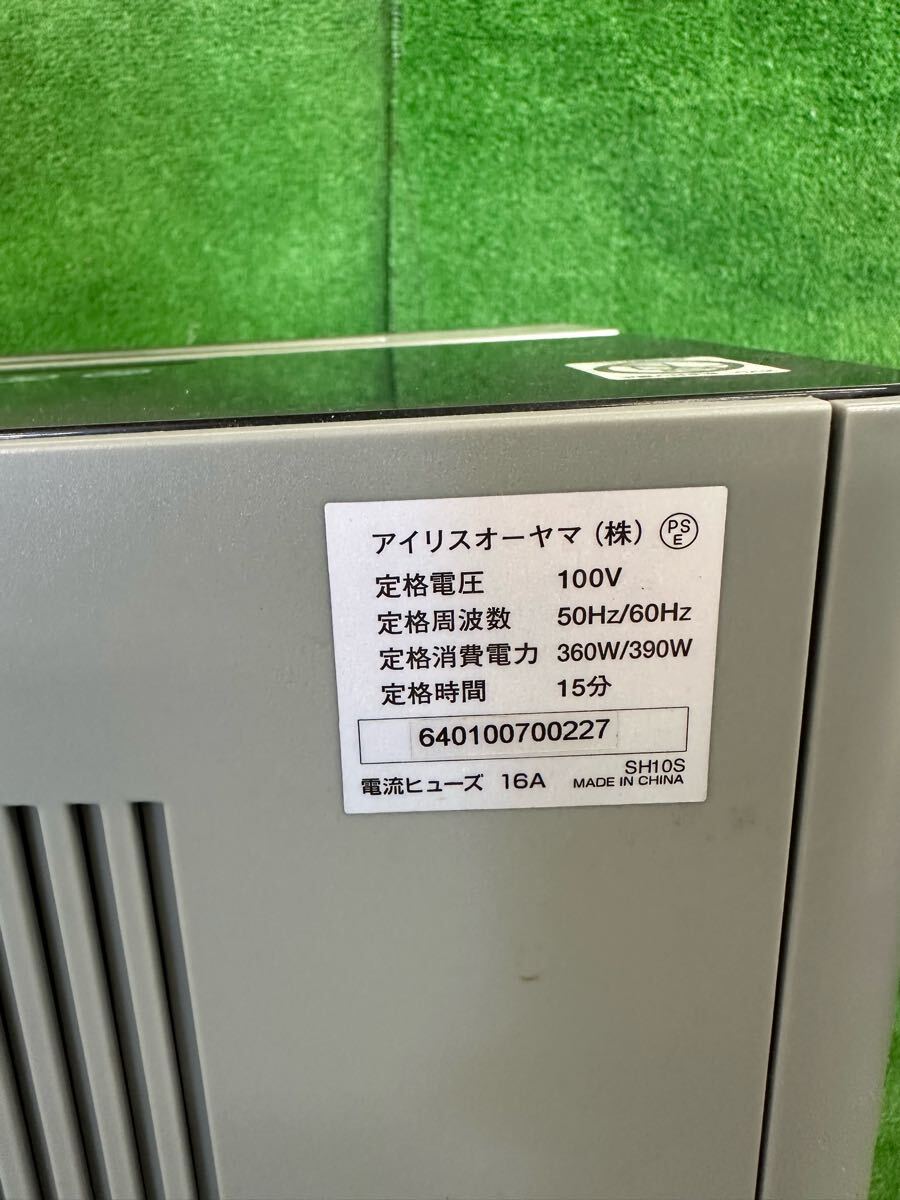 アイリスオーヤマ（株） PS E
定格電圧 100V
定格周波数 50Hz/60Hz
定格消費電力 360W/390W
定格時間 15分
640100700227
電流ヒューズ 16A SH10S
MADE IN CHINA